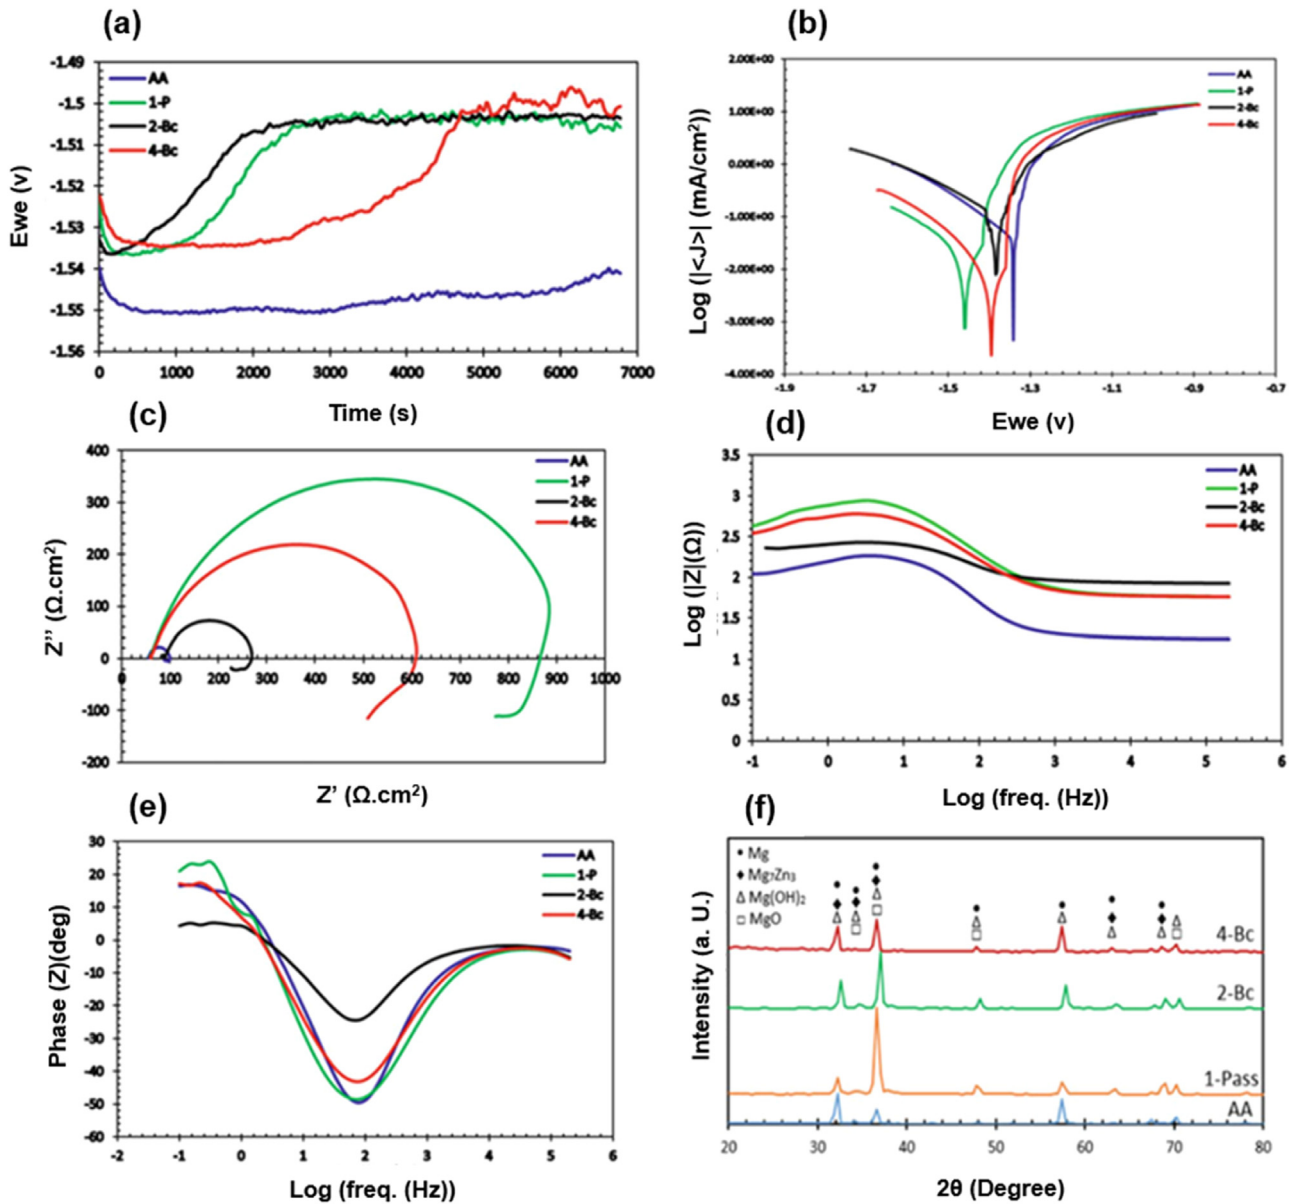 (a)
-1.49
-1.5
-1.51
-1.52
-1.53
-1.54
-1.55
-1.56
AA
1-P
2-Bc
4-Bc
0 1000 2000 3000 4000 5000 6000 7000
Ewe (v)
Time (s)
(b)
2.00E+00
1.00E+00
0.00E+00
-1.00E+00
-2.00E+00
-3.00E+00
-4.00E+00
AA
1-P
2-Bc
4-Bc
-1.9 -1.7 -1.5 -1.3 -1.1 -0.9 -0.7
Log (|<J>| (mA/cm²))
Ewe (v)
(c)
400
300
200
100
0
-100
-200
AA
1-P
2-Bc
4-Bc
0 100 200 300 400 500 600 700 800 900 1000
Z'' (Ω.cm²)
Z' (Ω.cm²)
(d)
3.5
3
2.5
2
1.5
1
0.5
0
AA
1-P
2-Bc
4-Bc
-1 0 1 2 3 4 5 6
Log (|Z|(Ω))
Log (freq. (Hz))
(e)
30
20
10
0
-10
-20
-30
-40
-50
-60
AA
1-P
2-Bc
4-Bc
-2 -1 0 1 2 3 4 5 6
Phase (Z)(deg)
Log (freq. (Hz))
(f)
• Mg
♦ Mg₇Zn₃
△ Mg(OH)₂
□ MgO
4-Bc
2-Bc
1-Pass
AA
20 30 40 50 60 70 80
Intensity (a. U.)
2θ (Degree)